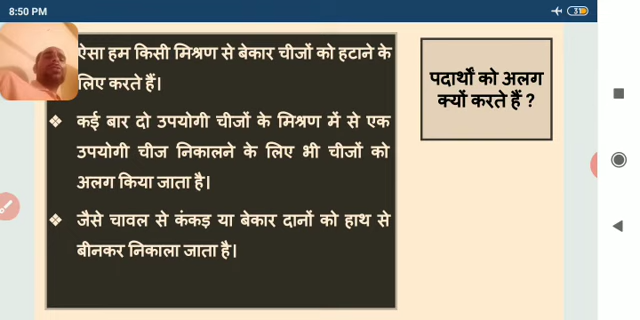 8:50 PM
31
ऐसा हम किसी मिश्रण से बेकार चीजों को हटाने के
लिए करते हैं।
❖ कई बार दो उपयोगी चीजों के मिश्रण में से एक
उपयोगी चीज निकालने के लिए भी चीजों को
अलग किया जाता है।
❖ जैसे चावल से कंकड़ या बेकार दानों को हाथ से
बीनकर निकाला जाता है।
पदार्थों को अलग
क्यों करते हैं ?